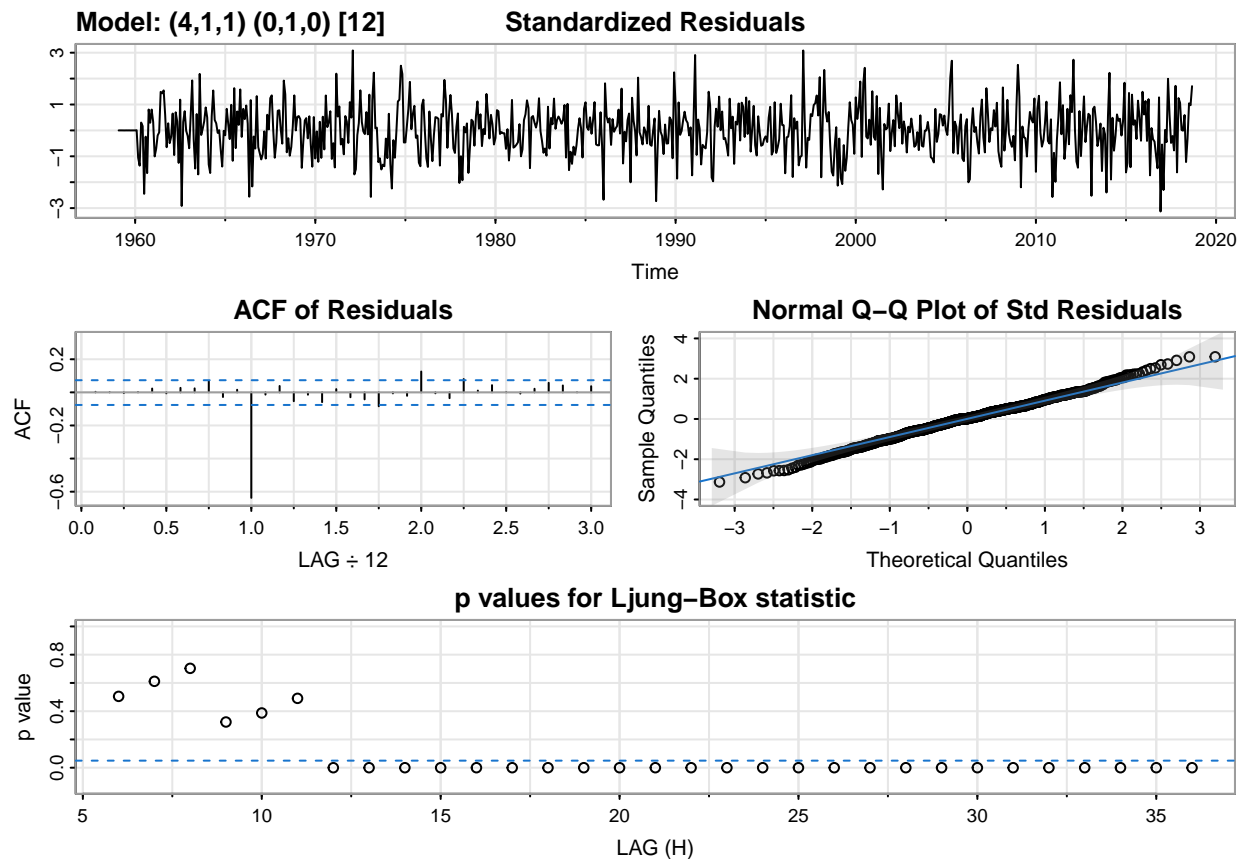 Model: (4,1,1) (0,1,0) [12] Standardized Residuals
3
1
−1
−3
1960 1970 1980 1990 2000 2010 2020
Time
ACF of Residuals
0.2
−0.2
−0.6
ACF
0.0 0.5 1.0 1.5 2.0 2.5 3.0
LAG ÷ 12
Normal Q−Q Plot of Std Residuals
4
2
0
−2
−4
Sample Quantiles
−3 −2 −1 0 1 2 3
Theoretical Quantiles
p values for Ljung−Box statistic
0.8
0.4
0.0
p value
5 10 15 20 25 30 35
LAG (H)